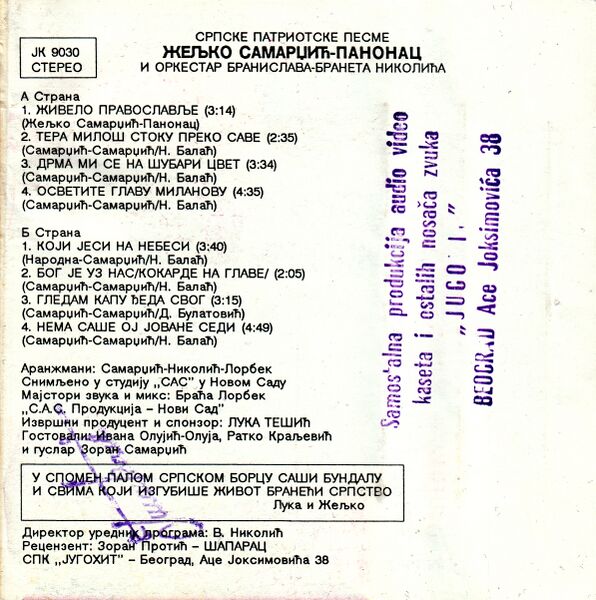 ЈК 9030
СТЕРЕО
СРПСКЕ ПАТРИОТСКЕ ПЕСМЕ
ЖЕЉКО САМАРЏИЋ-ПАНОНАЦ
И ОРКЕСТАР БРАНИСЛАВА-БРАНЕТА НИКОЛИЋА
А Страна
1. ЖИВЕЛО ПРАВОСЛАВЉЕ (3:14)
(Жељко Самарџић-Панонац)
2. ТЕРА МИЛОШ СТОКУ ПРЕКО САВЕ (2:35)
(Самарџић-Самарџић/Н. Балаћ)
3. ДРМА МИ СЕ НА ШУБАРИ ЦВЕТ (3:34)
(Самарџић-Самарџић/Н. Балаћ)
4. ОСВЕТИТЕ ГЛАВУ МИЛАНОВУ (4:35)
(Самарџић-Самарџић/Н. Балаћ)
Б Страна
1. КОЈИ ЈЕСИ НА НЕБЕСИ (3:40)
(Народна-Самарџић/Н. Балаћ)
2. БОГ ЈЕ УЗ НАС/КОКАРДЕ НА ГЛАВЕ/ (2:05)
(Самарџић-Самарџић/Н. Балаћ)
3. ГЛЕДАМ КАПУ ЂЕДА СВОГ (3:15)
(Самарџић-Самарџић/Д. Булатовић)
4. НЕМА САШЕ ОЈ ЈОВАНЕ СЕДИ (4:49)
(Самарџић-Самарџић/Н. Балаћ)
Аранжмани: Самарџић-Николић-Лорбек
Снимљено у студију ,,САС" у Новом Саду
Мајстори звука и микс: Браћа Лорбек
„С.А.С. Продукција – Нови Сад"
Извршни продуцент и спонзор: ЛУКА ТЕШИЋ
Гостовали: Ивана Олујић-Олуја, Ратко Краљевић
и гуслар Зоран Самарџић
У СПОМЕН ПАЛОМ СРПСКОМ БОРЦУ САШИ БУНДАЛУ
И СВИМА КОЈИ ИЗГУБИШЕ ЖИВОТ БРАНЕЋИ СРПСТВО
Лука и Жељко
Директор уредник програма: В. Николић
Рецензент: Зоран Протић – ШАПАРАЦ
СПК ,,ЈУГОХИТ" – Београд, Аце Јоксимовића 38
Samostalna produkcija audio video
kaseta i ostalih nosača zvuka
„JUGO I,"
BEOGRAD Ace Joksimovića 38